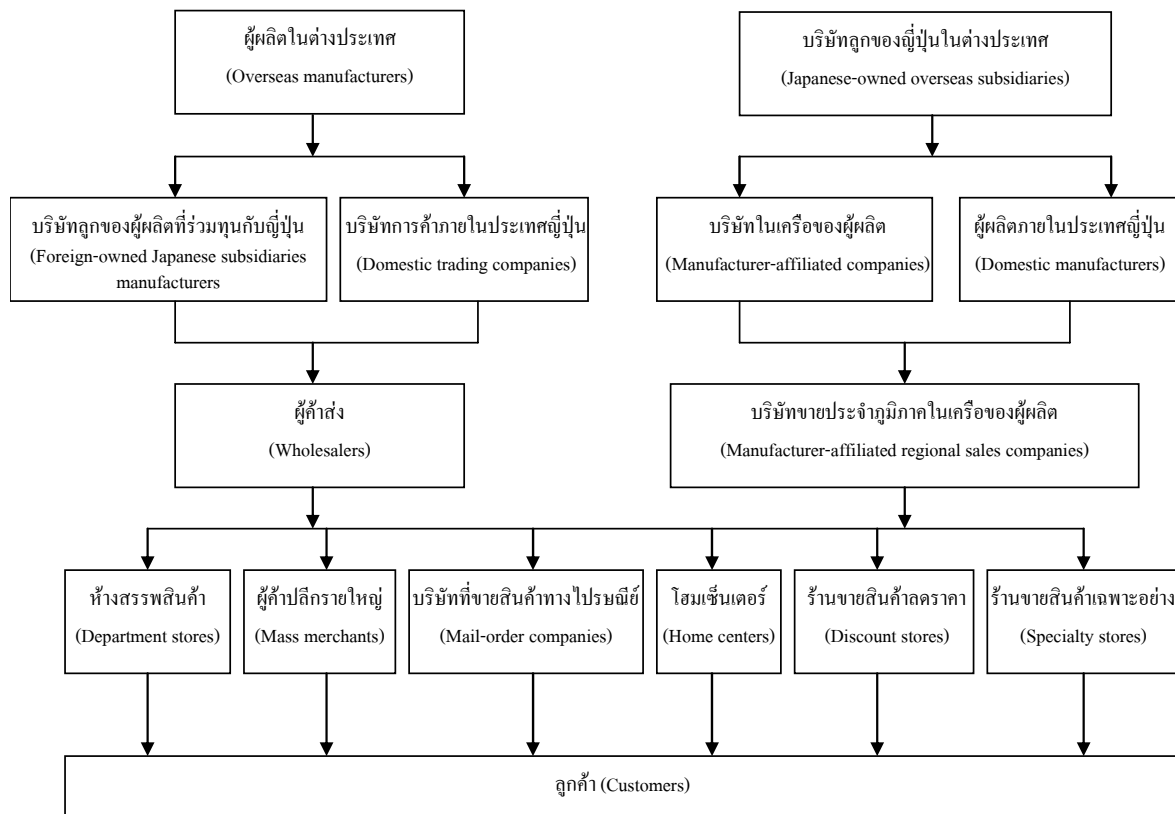 ผู้ผลิตในต่างประเทศ
(Overseas manufacturers)
บริษัทลูกของญี่ปุ่นในต่างประเทศ
(Japanese-owned overseas subsidiaries)
บริษัทลูกของผู้ผลิตที่ร่วมทุนกับญี่ปุ่น
(Foreign-owned Japanese subsidiaries
manufacturers
บริษัทการค้าภายในประเทศญี่ปุ่น
(Domestic trading companies)
บริษัทในเครือของผู้ผลิต
(Manufacturer-affiliated companies)
ผู้ผลิตภายในประเทศญี่ปุ่น
(Domestic manufacturers)
ผู้ค้าส่ง
(Wholesalers)
บริษัทขายประจำภูมิภาคในเครือของผู้ผลิต
(Manufacturer-affiliated regional sales companies)
ห้างสรรพสินค้า
(Department stores)
ผู้ค้าปลีกรายใหญ่
(Mass merchants)
บริษัทที่ขายสินค้าทางไปรษณีย์
(Mail-order companies)
โฮมเซ็นเตอร์
(Home centers)
ร้านขายสินค้าลดราคา
(Discount stores)
ร้านขายสินค้าเฉพาะอย่าง
(Specialty stores)
ลูกค้า (Customers)